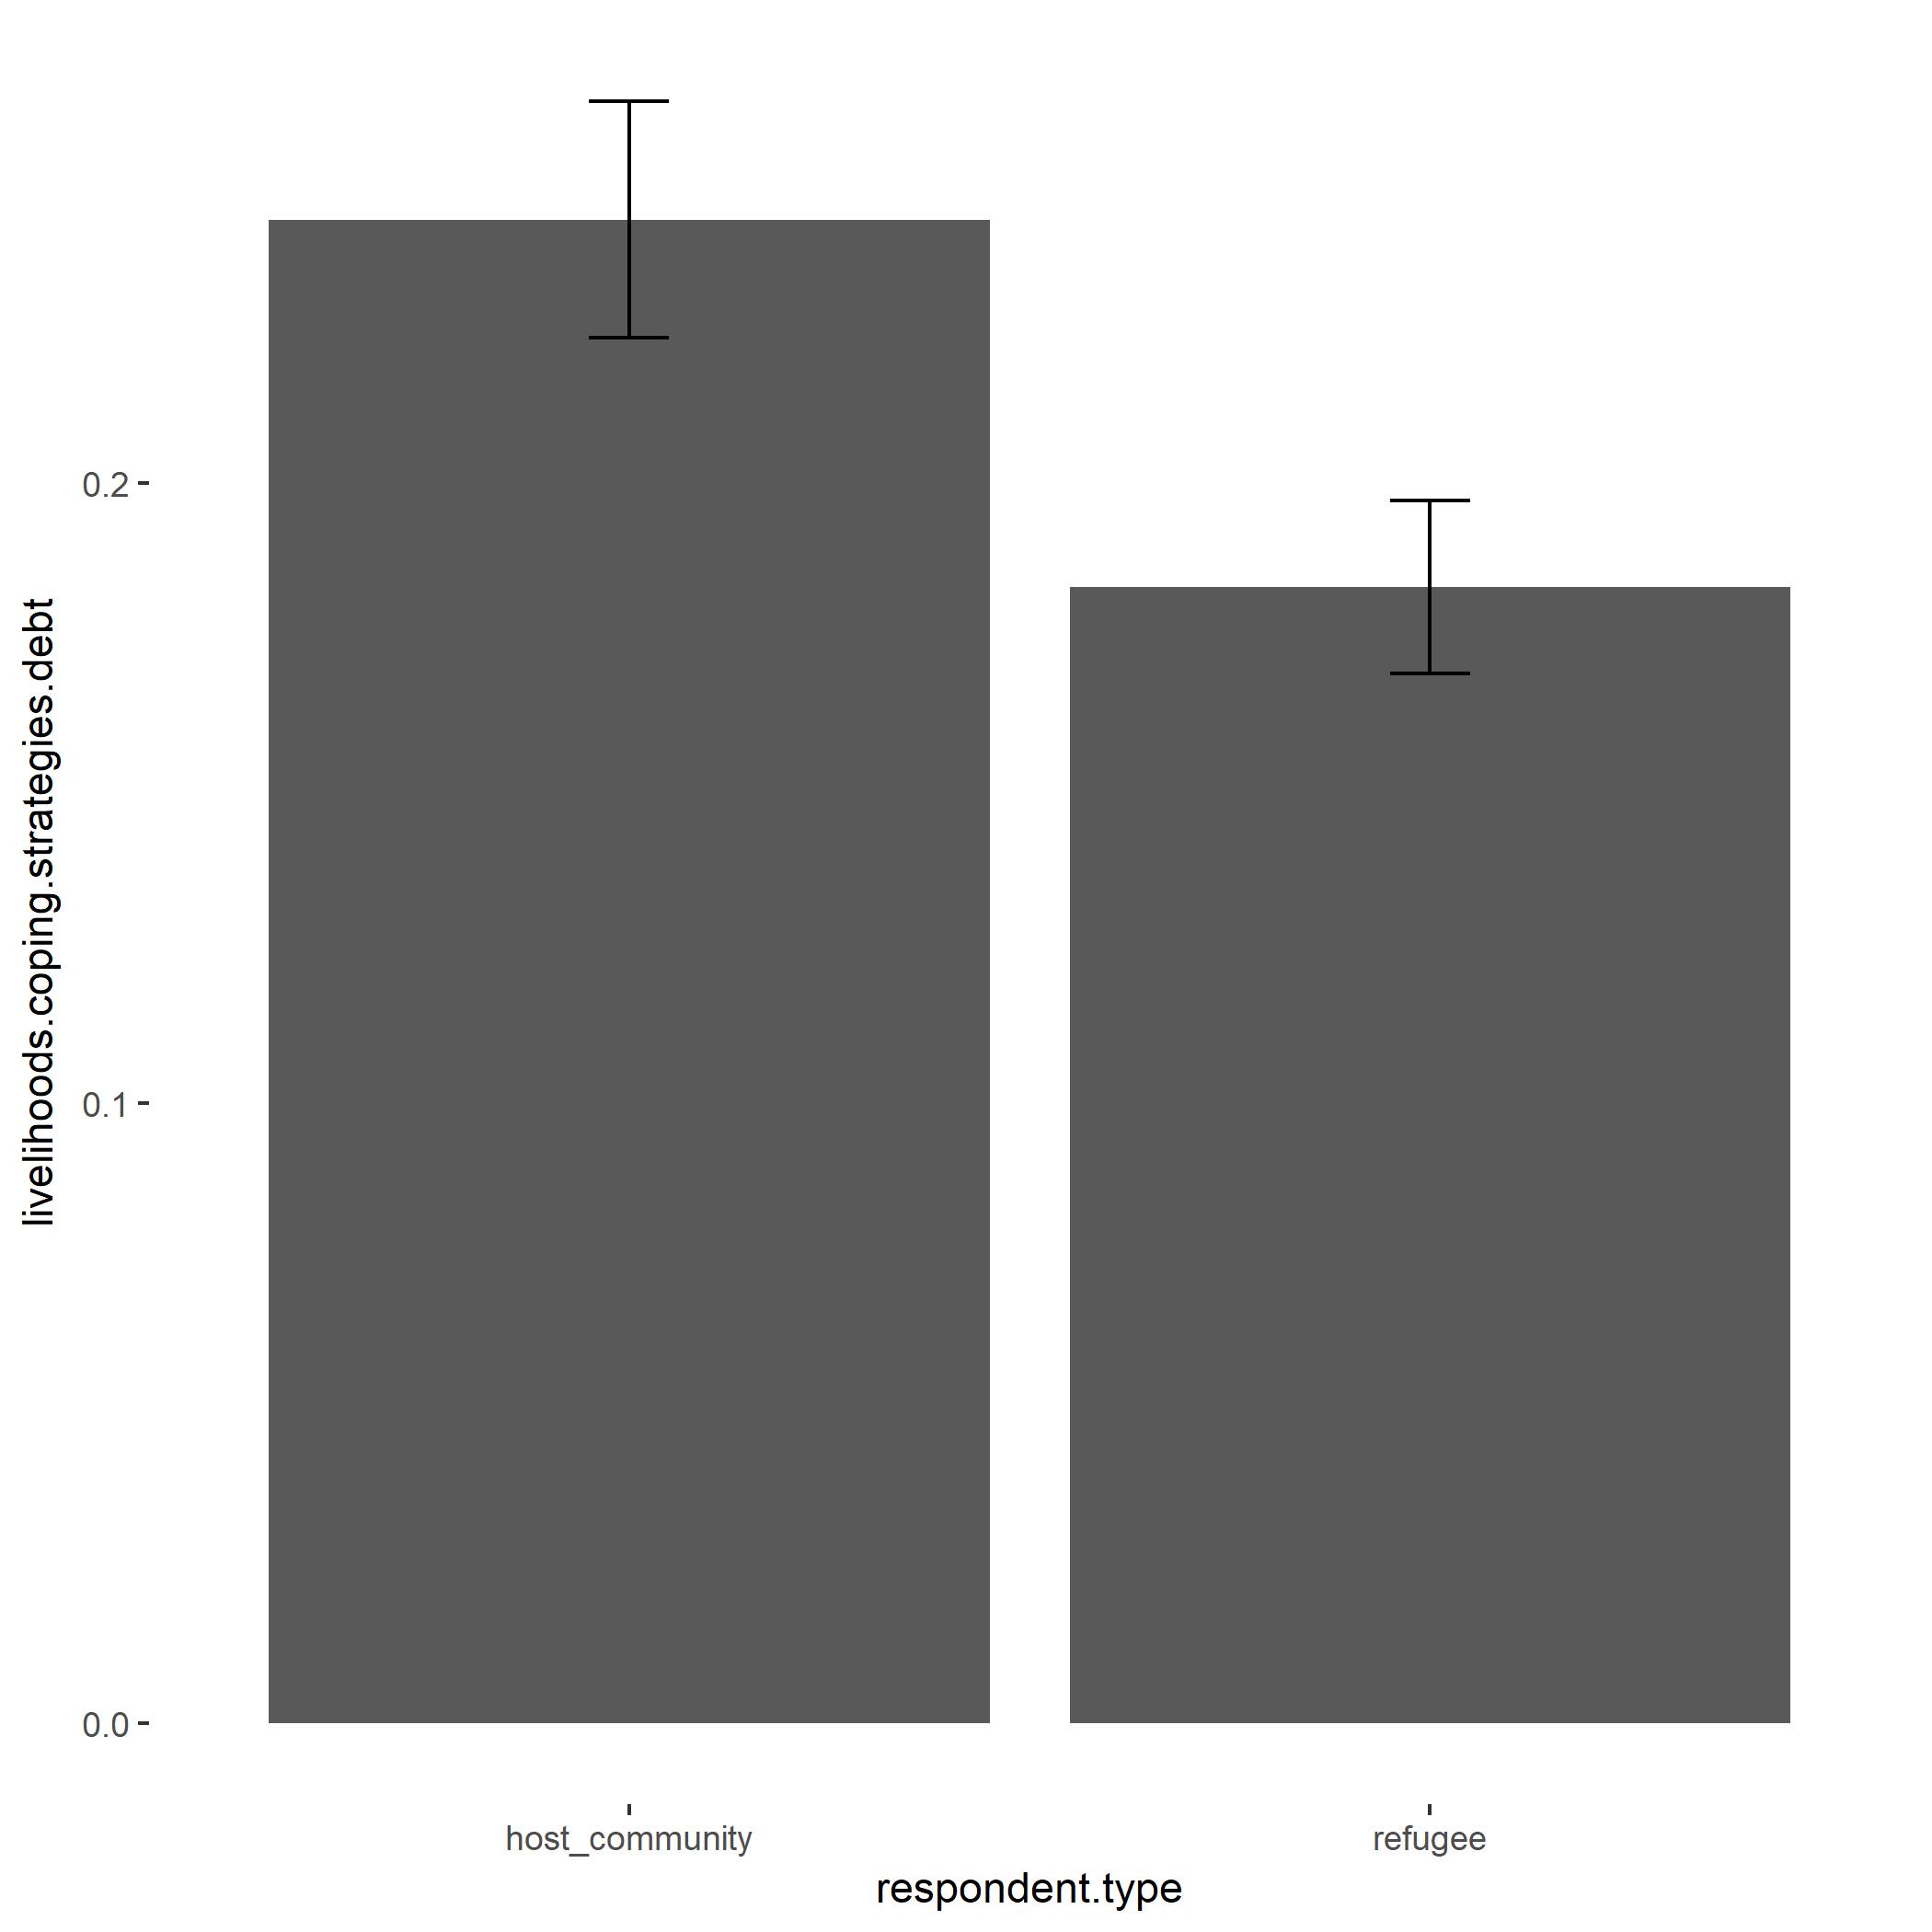 livelihoods.coping.strategies.debt
0.2
0.1
0.0
host_community
refugee
respondent.type